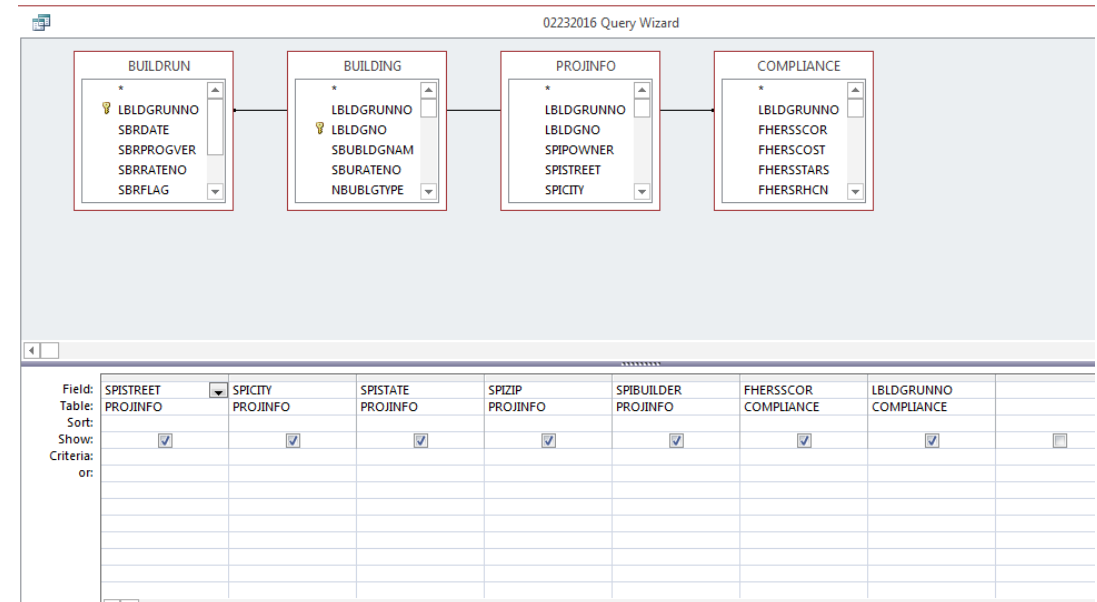 02232016 Query Wizard
BUILDRUN
*
LBLDGRUNNO
SBRDATE
SBRPROGVER
SBRRATENO
SBRFLAG
BUILDING
*
LBLDGRUNNO
LBLDGNO
SBUBLDGNAM
SBURATENO
NBUBLGTYPE
PROJINFO
*
LBLDGRUNNO
LBLDGNO
SPIPOWNER
SPISTREET
SPICITY
COMPLIANCE
*
LBLDGRUNNO
FHERSSCOR
FHERSCOST
FHERSSTARS
FHERSRHCN
Field: SPISTREET SPICITY SPISTATE SPIZIP SPIBUILDER FHERSSCOR LBLDGRUNNO
Table: PROJINFO PROJINFO PROJINFO PROJINFO PROJINFO COMPLIANCE COMPLIANCE
Sort:
Show:
Criteria:
or: